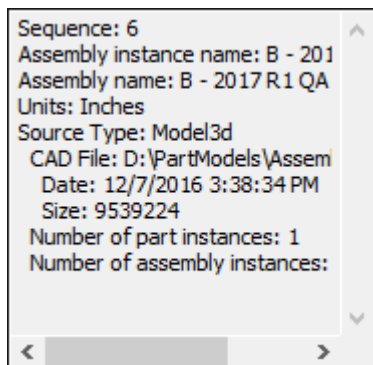 Sequence: 6
Assembly instance name: B - 201
Assembly name: B - 2017 R1 QA
Units: Inches
Source Type: Model3d
CAD File: D:\PartModels\Assem
Date: 12/7/2016 3:38:34 PM
Size: 9539224
Number of part instances: 1
Number of assembly instances: